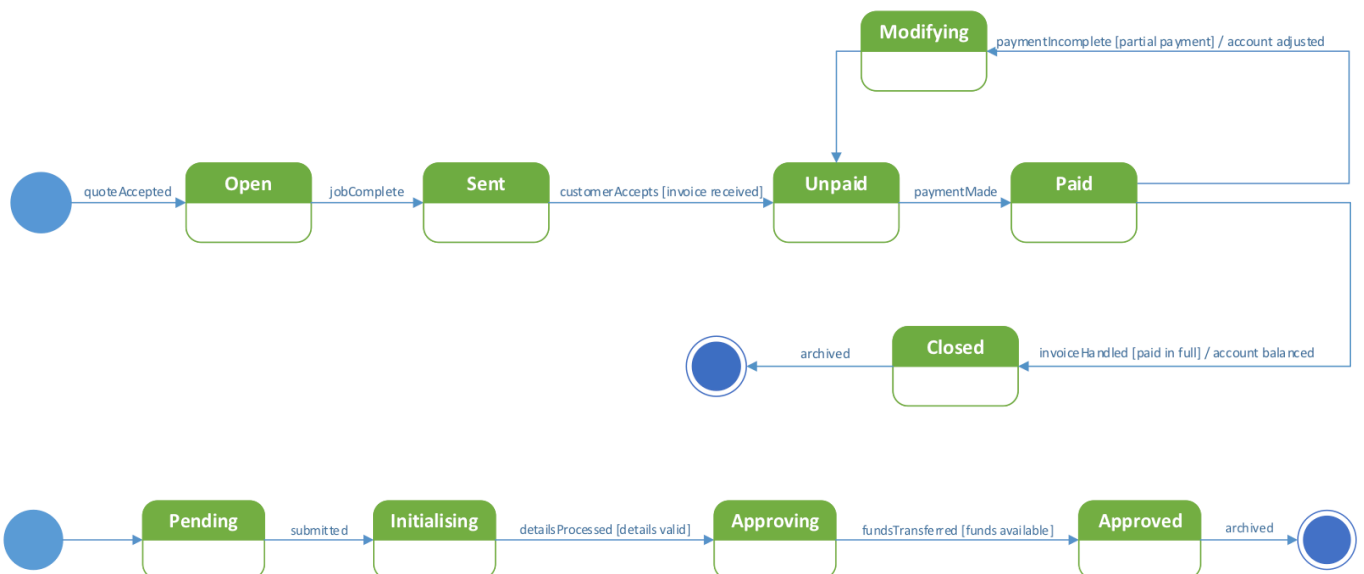 Modifying
paymentIncomplete [partial payment] / account adjusted
quoteAccepted
Open
jobComplete
Sent
customerAccepts [invoice received]
Unpaid
paymentMade
Paid
archived
Closed
invoiceHandled [paid in full] / account balanced
Pending
submitted
Initialising
detailsProcessed [details valid]
Approving
fundsTransferred [funds available]
Approved
archived